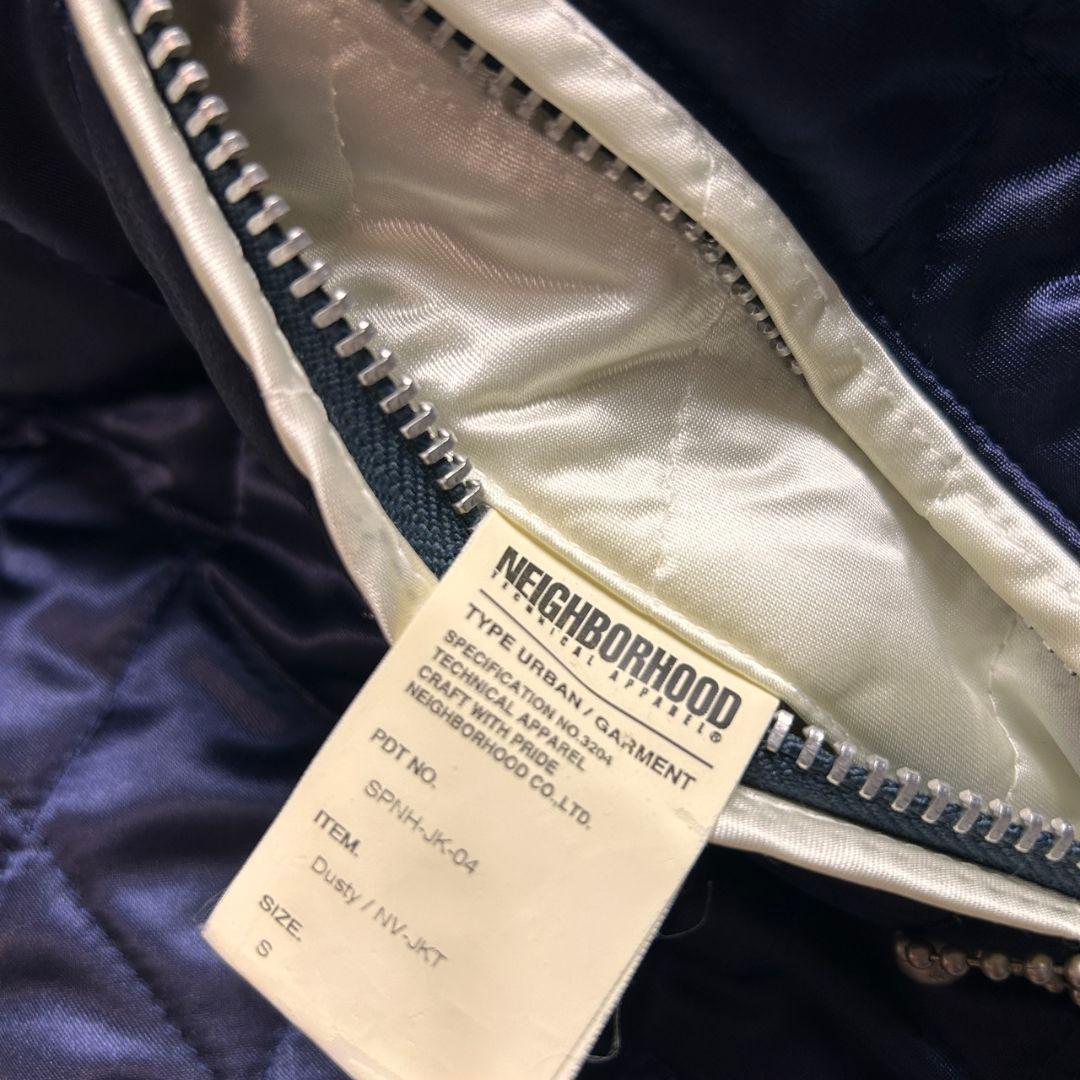 NEIGHBORHOOD
TECHNICAL APPAREL®
TYPE URBAN / GARMENT
SPECIFICATION NO.3204
TECHNICAL APPAREL
CRAFT WITH PRIDE
NEIGHBORHOOD CO.,LTD.
PDT NO.
SPNH-JK-04
ITEM.
Dusty / NV-JKT
SIZE.
S